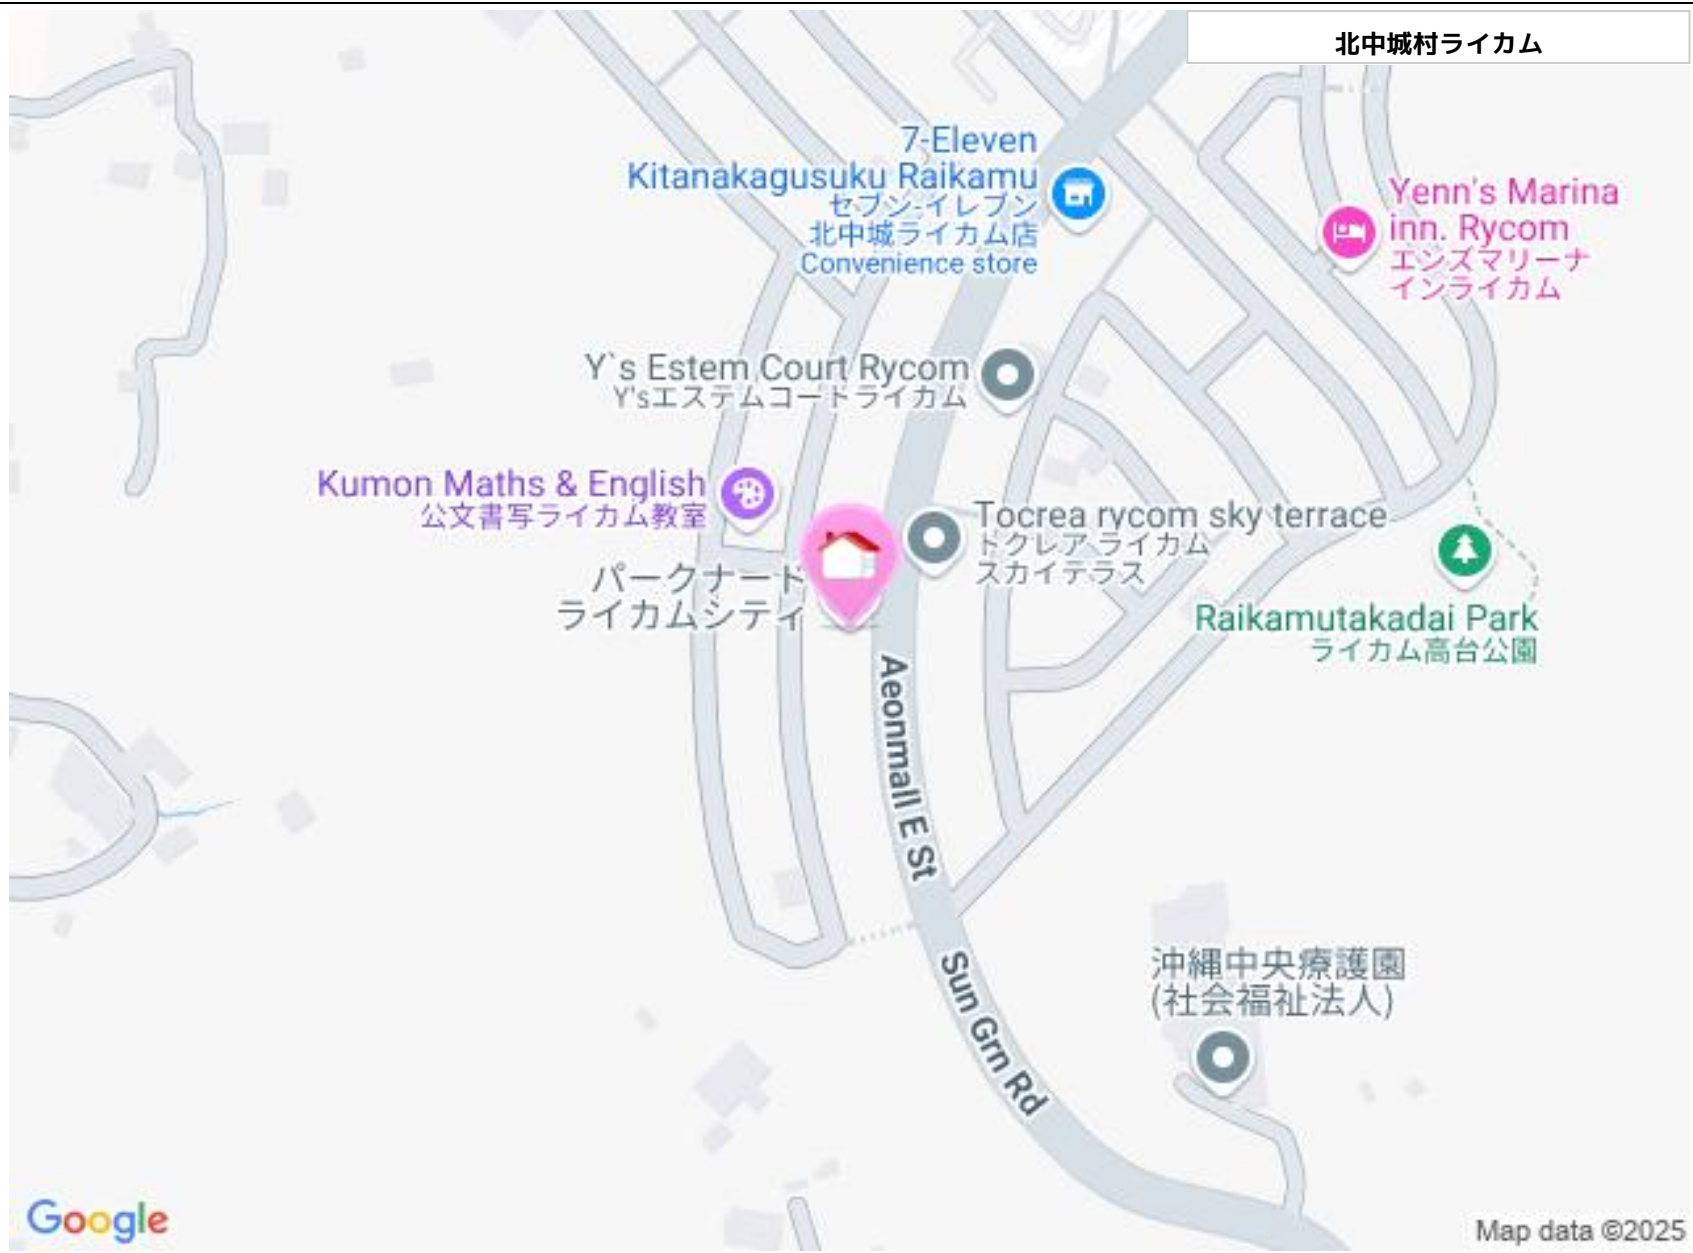 北中城村ライカム
7-Eleven
Kitanakagusuku Raikamu
セブン-イレブン
北中城ライカム店
Convenience store
Yenn's Marina
inn. Rycom
エンズマリーナ
インライカム
Y`s Estem Court Rycom
Y'sエステムコートライカム
Kumon Maths & English
公文書写ライカム教室
Tocrea rycom sky terrace
トクレア ライカム
スカイテラス
パークナード
ライカムシティ
Raikamutakadai Park
ライカム高台公園
Aeonmall E St
Sun Grn Rd
沖縄中央療護園
(社会福祉法人)
Google
Map data ©2025